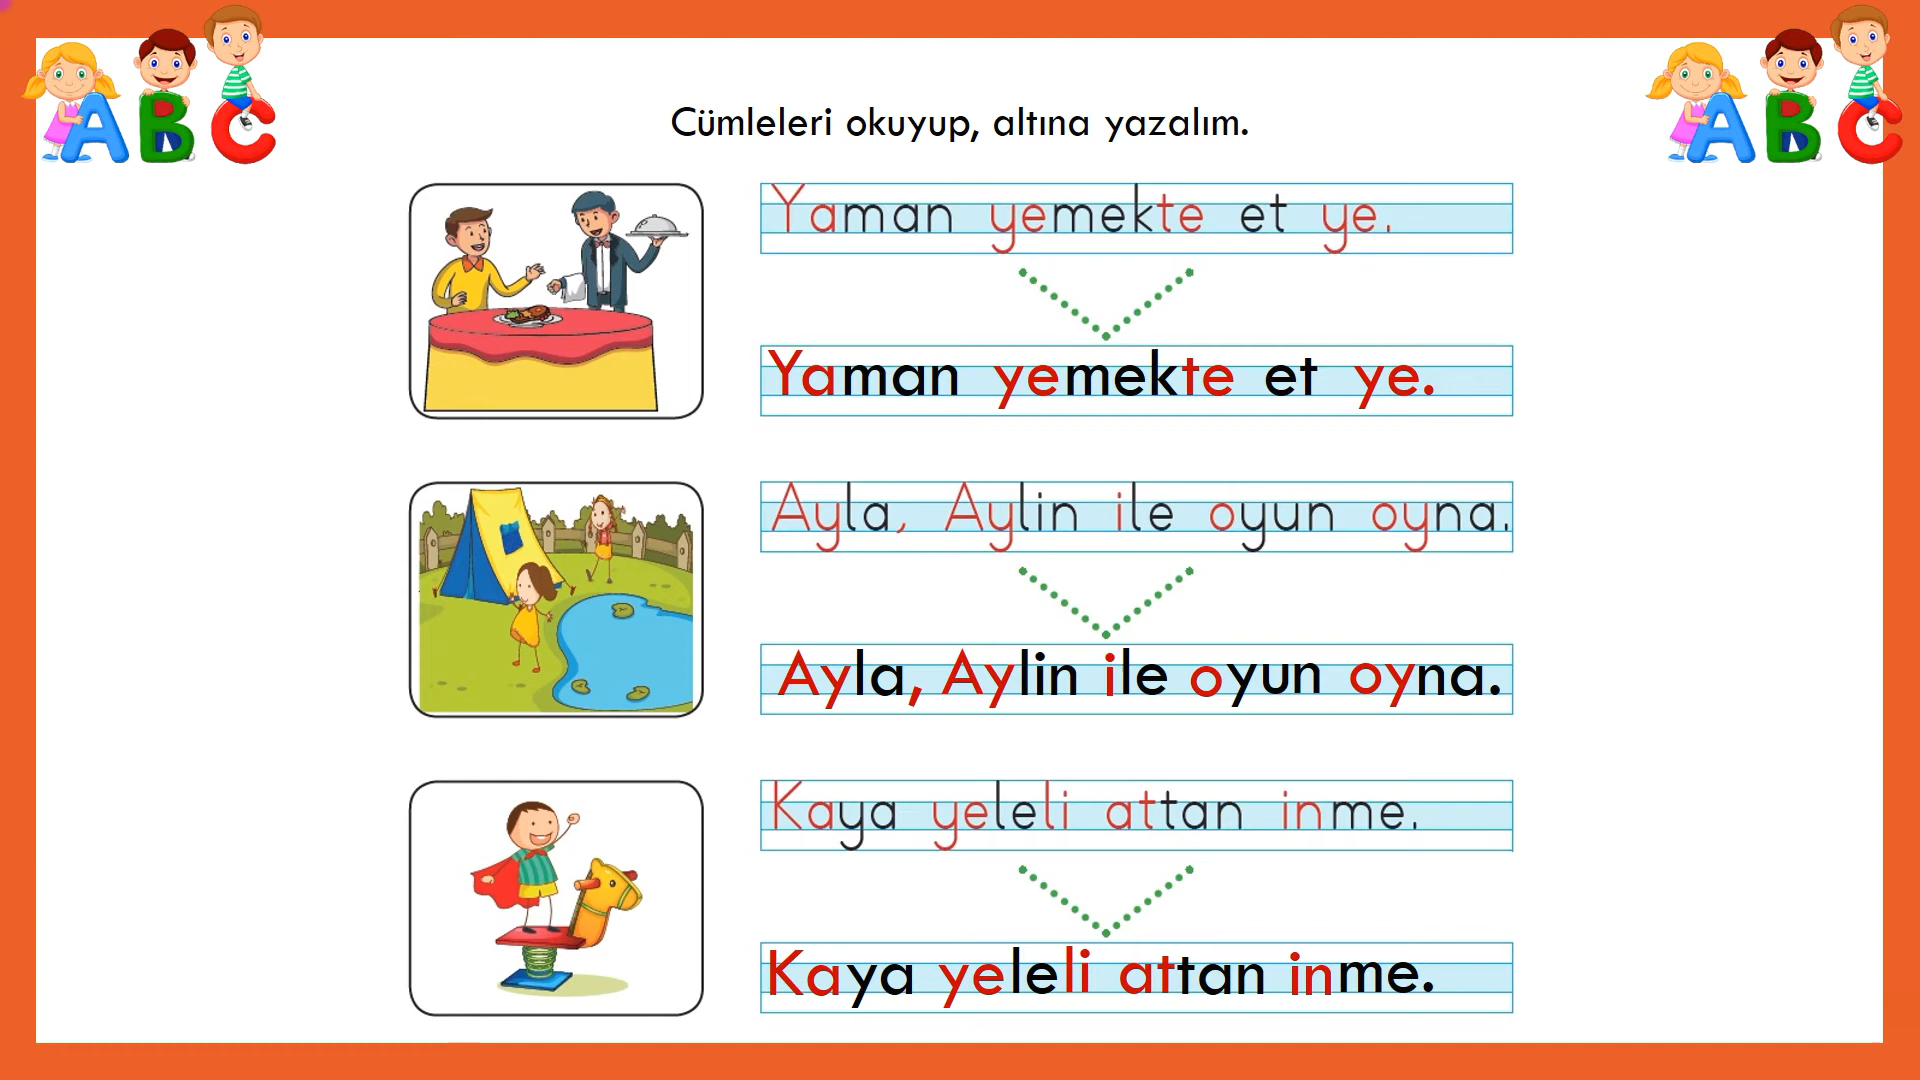 A B C
A B C
Cümleleri okuyup, altına yazalım.
Yaman yemekte et ye.
Yaman yemekte et ye.
Ayla, Aylin ile oyun oyna.
Ayla, Aylin ile oyun oyna.
Kaya yeleli attan inme.
Kaya yeleli attan inme.